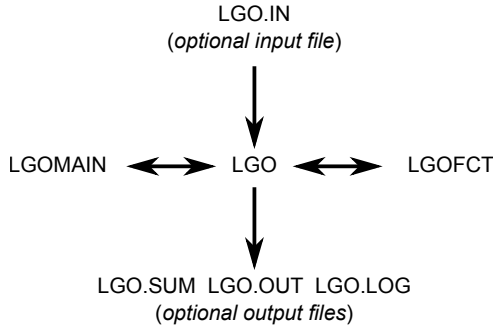 LGO.IN
(optional input file)
LGOMAIN LGO LGOFCT
LGO.SUM LGO.OUT LGO.LOG
(optional output files)